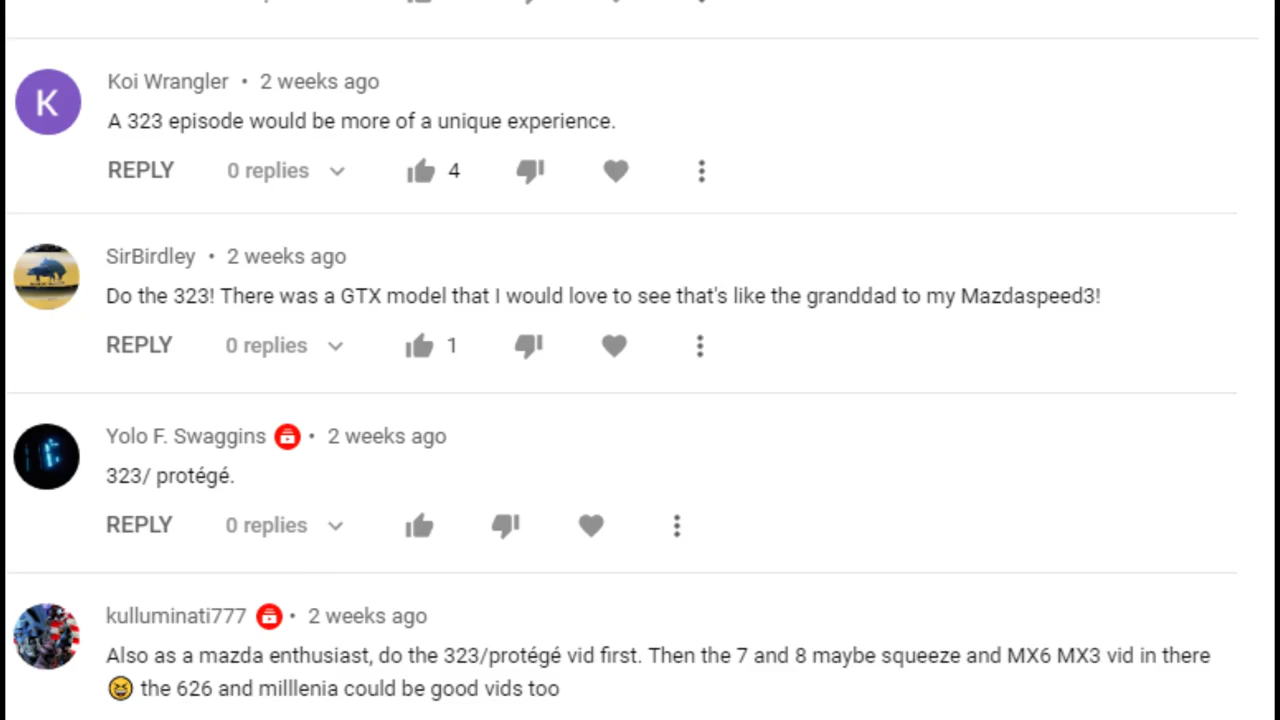 K
Koi Wrangler • 2 weeks ago
A 323 episode would be more of a unique experience.
REPLY 0 replies 4
SirBirdley • 2 weeks ago
Do the 323! There was a GTX model that I would love to see that's like the granddad to my Mazdaspeed3!
REPLY 0 replies 1
Yolo F. Swaggins • 2 weeks ago
323/ protégé.
REPLY 0 replies
kulluminati777 • 2 weeks ago
Also as a mazda enthusiast, do the 323/protégé vid first. Then the 7 and 8 maybe squeeze and MX6 MX3 vid in there
😆 the 626 and milllenia could be good vids too